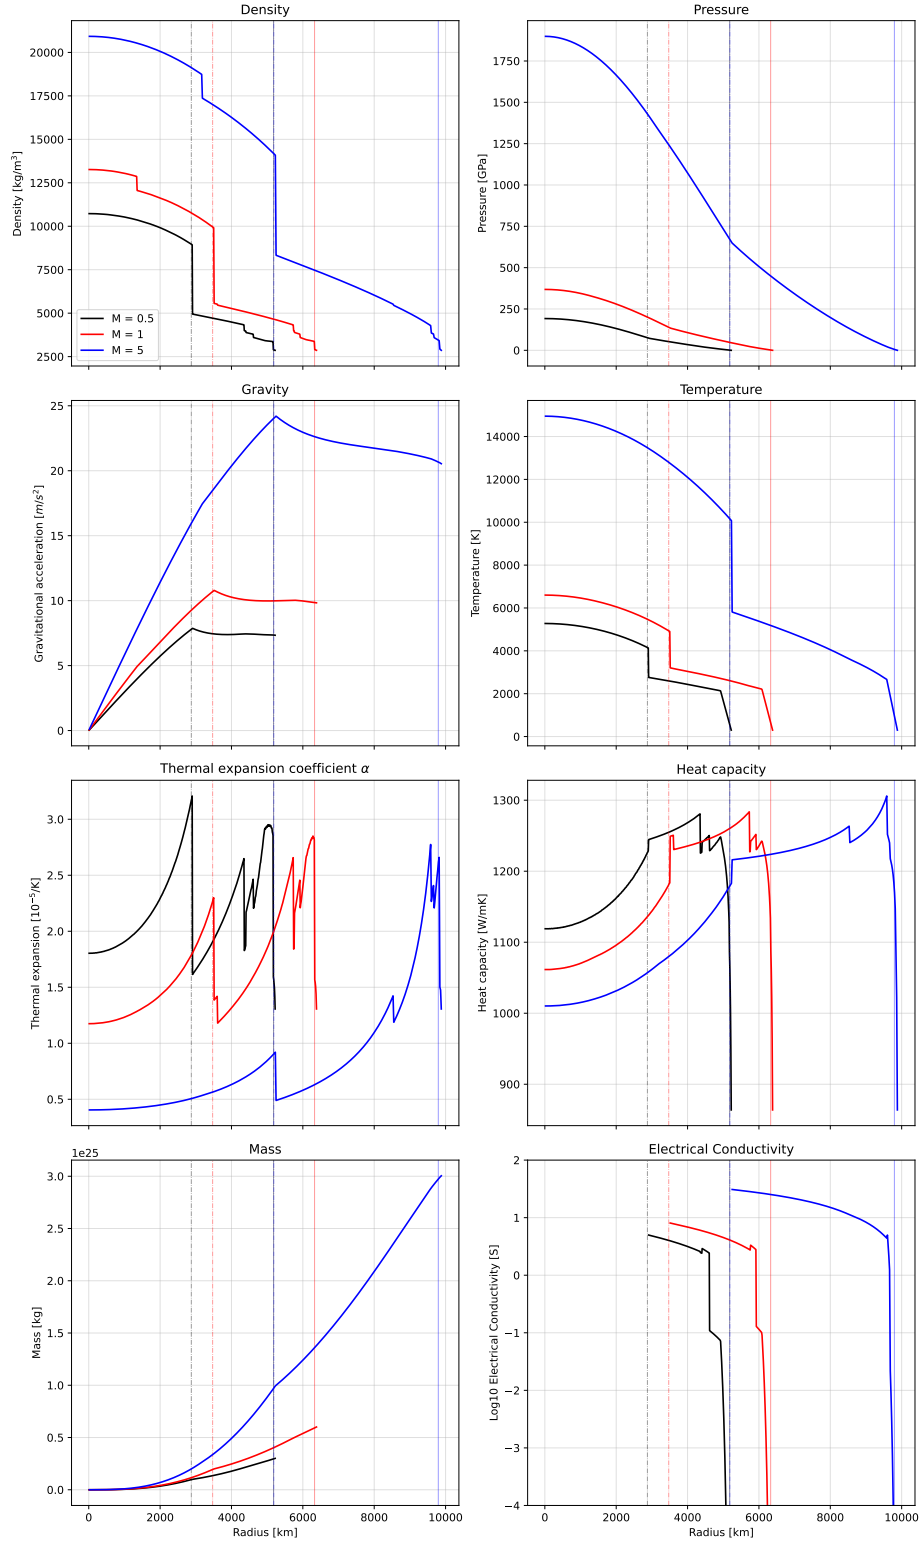 Density
Density [kg/m³]
20000
17500
15000
12500
10000
7500
5000
2500
M = 0.5
M = 1
M = 5
Pressure
Pressure [GPa]
1750
1500
1250
1000
750
500
250
0
Gravity
Gravitational acceleration [m/s²]
25
20
15
10
5
0
Temperature
Temperature [K]
14000
12000
10000
8000
6000
4000
2000
0
Thermal expansion coefficient α
Thermal expansion [10⁻⁵/K]
3.0
2.5
2.0
1.5
1.0
0.5
Heat capacity
Heat capacity [W/mK]
1300
1200
1100
1000
900
Mass
1e25
Mass [kg]
3.0
2.5
2.0
1.5
1.0
0.5
0.0
0 2000 4000 6000 8000 10000
Radius [km]
Electrical Conductivity
Log10 Electrical Conductivity [S]
2
1
0
−1
−2
−3
−4
0 2000 4000 6000 8000 10000
Radius [km]